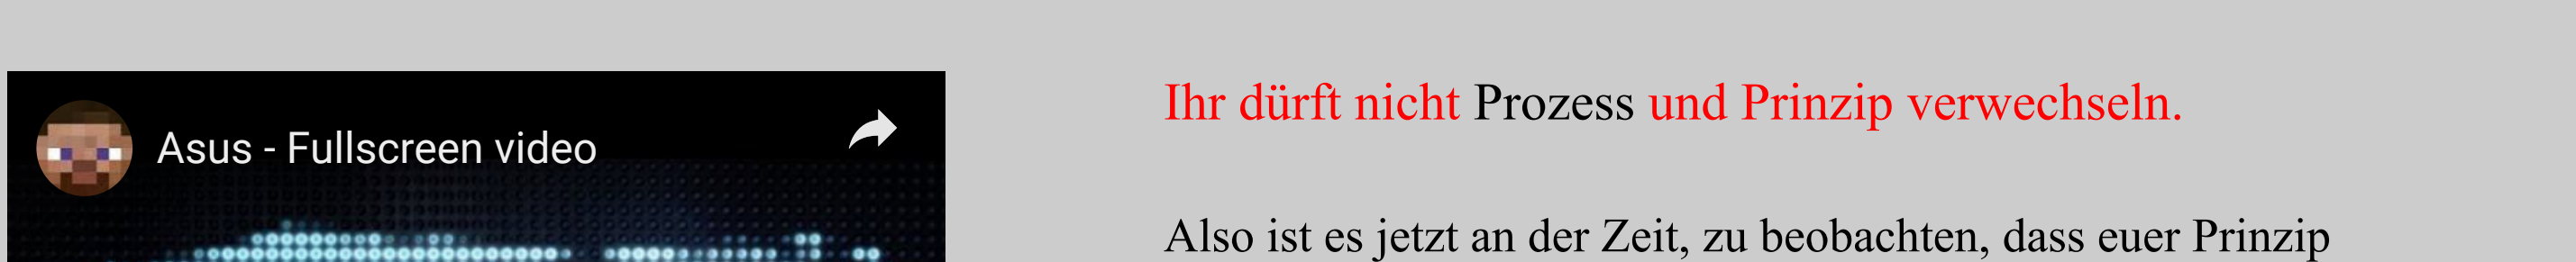 Asus - Fullscreen video
Ihr dürft nicht Prozess und Prinzip verwechseln.
Also ist es jetzt an der Zeit, zu beobachten, dass euer Prinzip